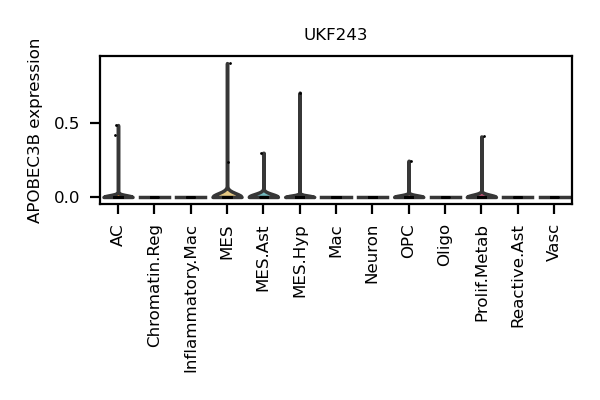 UKF243
APOBEC3B expression
0.5
0.0
AC
Chromatin.Reg
Inflammatory.Mac
MES
MES.Ast
MES.Hyp
Mac
Neuron
OPC
Oligo
Prolif.Metab
Reactive.Ast
Vasc